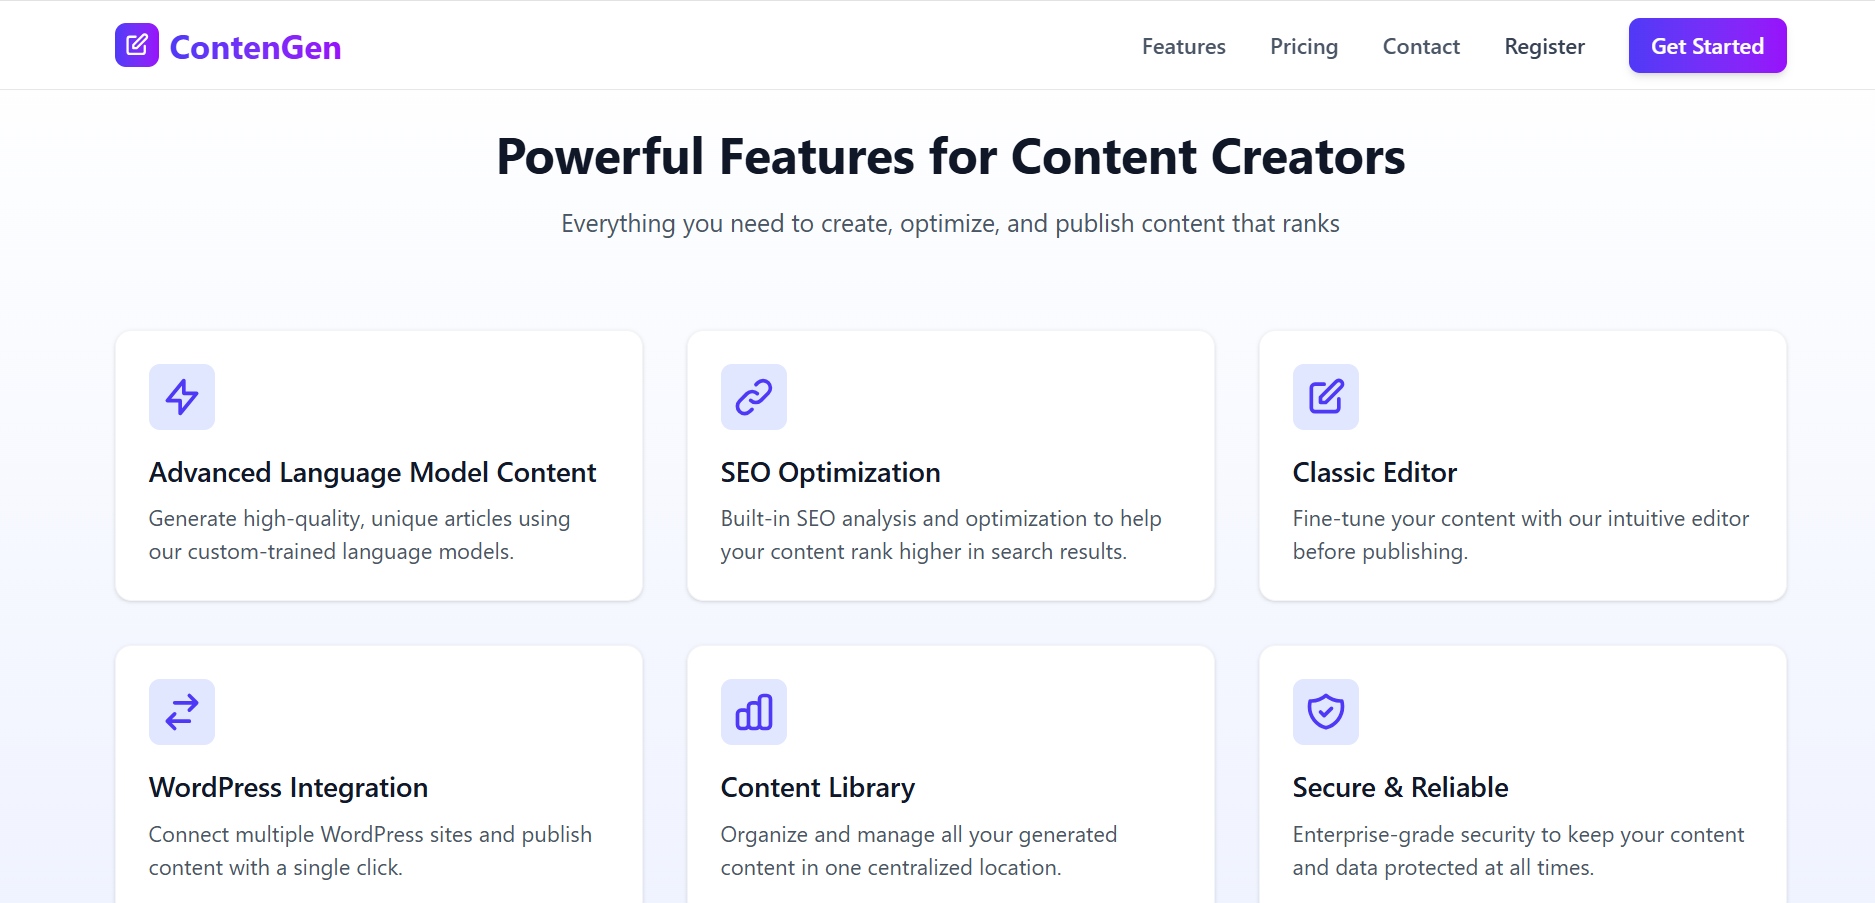 ContenGen
Features
Pricing
Contact
Register
Get Started
Powerful Features for Content Creators
Everything you need to create, optimize, and publish content that ranks
Advanced Language Model Content
Generate high-quality, unique articles using
our custom-trained language models.
SEO Optimization
Built-in SEO analysis and optimization to help
your content rank higher in search results.
Classic Editor
Fine-tune your content with our intuitive editor
before publishing.
WordPress Integration
Connect multiple WordPress sites and publish
content with a single click.
Content Library
Organize and manage all your generated
content in one centralized location.
Secure & Reliable
Enterprise-grade security to keep your content
and data protected at all times.